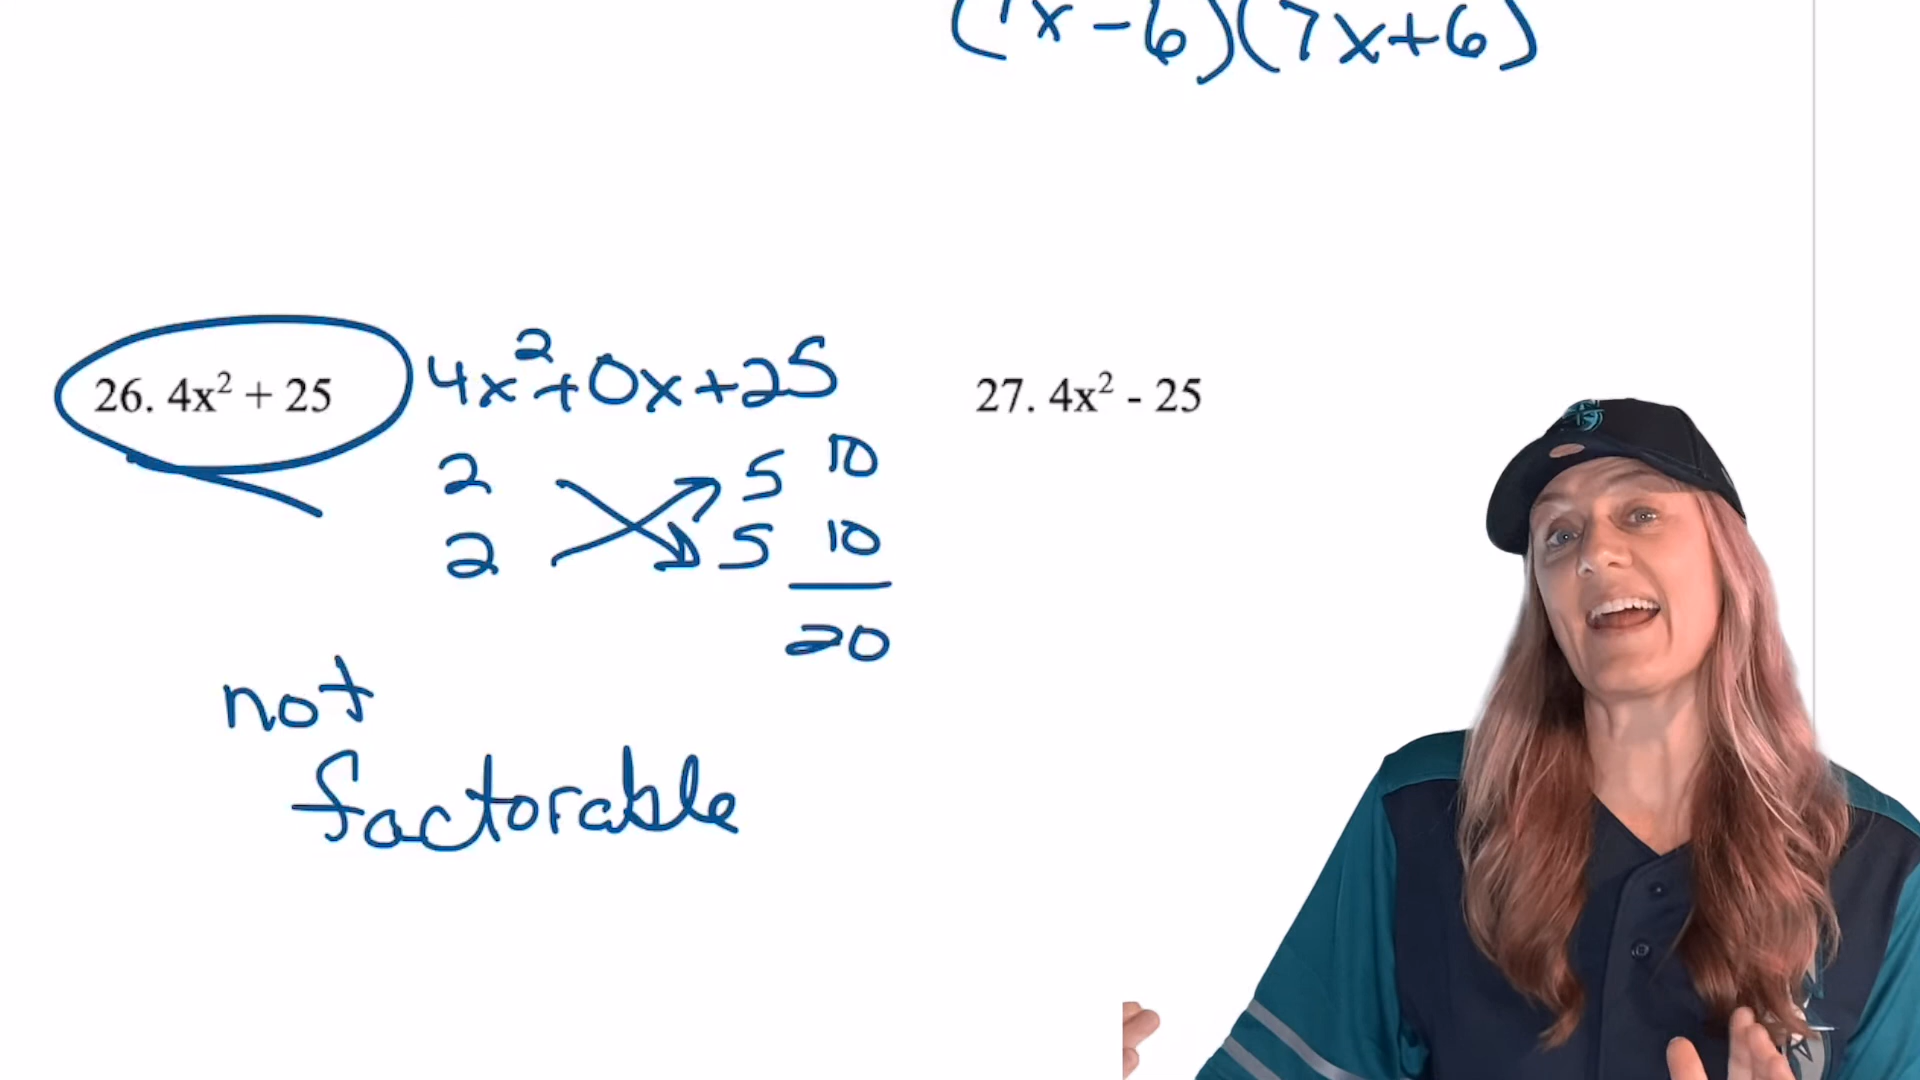 (7x-6)(7x+6)
26. 4x² + 25
4x²+0x+25
2 5 10
2 5 10
20
not
factorable
27. 4x² - 25